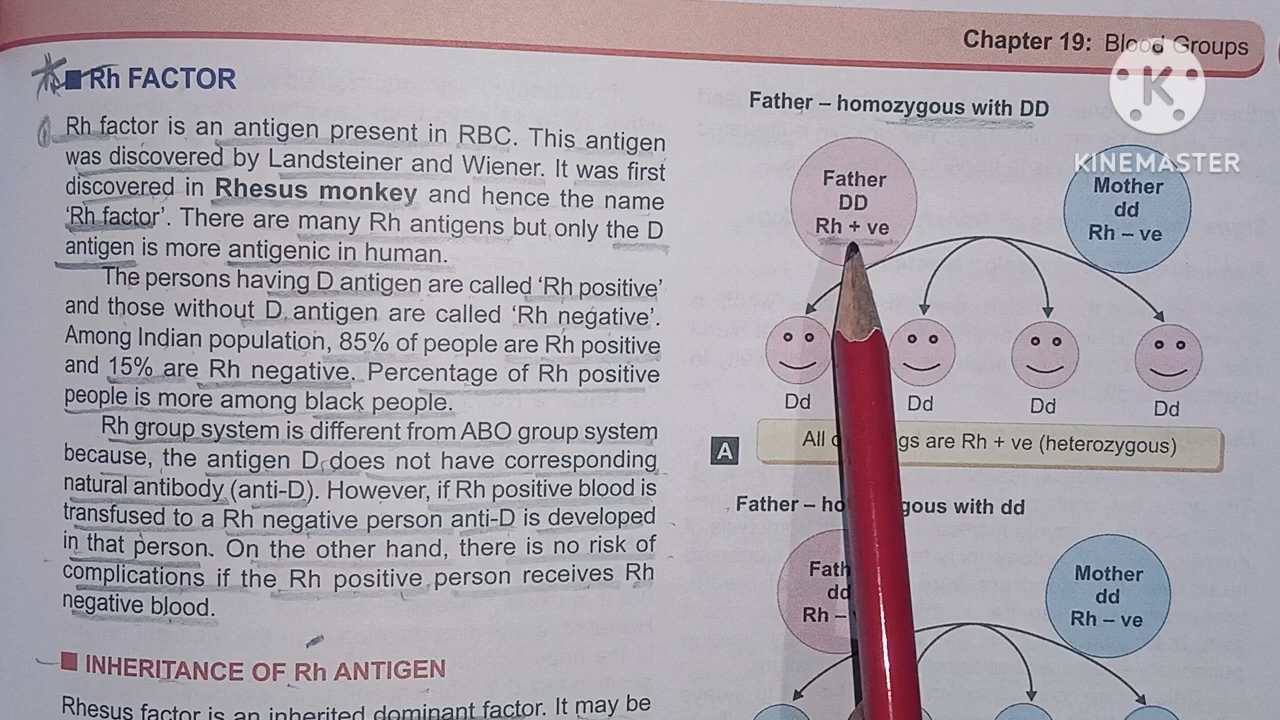 Chapter 19: Blood Groups
K
KINEMASTER
Rh FACTOR
Rh factor is an antigen present in RBC. This antigen
was discovered by Landsteiner and Wiener. It was first
discovered in Rhesus monkey and hence the name
‘Rh factor’. There are many Rh antigens but only the D
antigen is more antigenic in human.
The persons having D antigen are called ‘Rh positive’
and those without D antigen are called ‘Rh negative’.
Among Indian population, 85% of people are Rh positive
and 15% are Rh negative. Percentage of Rh positive
people is more among black people.
Rh group system is different from ABO group system
because, the antigen D does not have corresponding
natural antibody (anti-D). However, if Rh positive blood is
transfused to a Rh negative person anti-D is developed
in that person. On the other hand, there is no risk of
complications if the Rh positive person receives Rh
negative blood.
INHERITANCE OF Rh ANTIGEN
Rhesus factor is an inherited dominant factor. It may be
Father – homozygous with DD
Father
DD
Rh + ve
Mother
dd
Rh – ve
Dd
Dd
Dd
Dd
A
All gs are Rh + ve (heterozygous)
Father – ho gous with dd
Fath
dd
Rh –
Mother
dd
Rh – ve